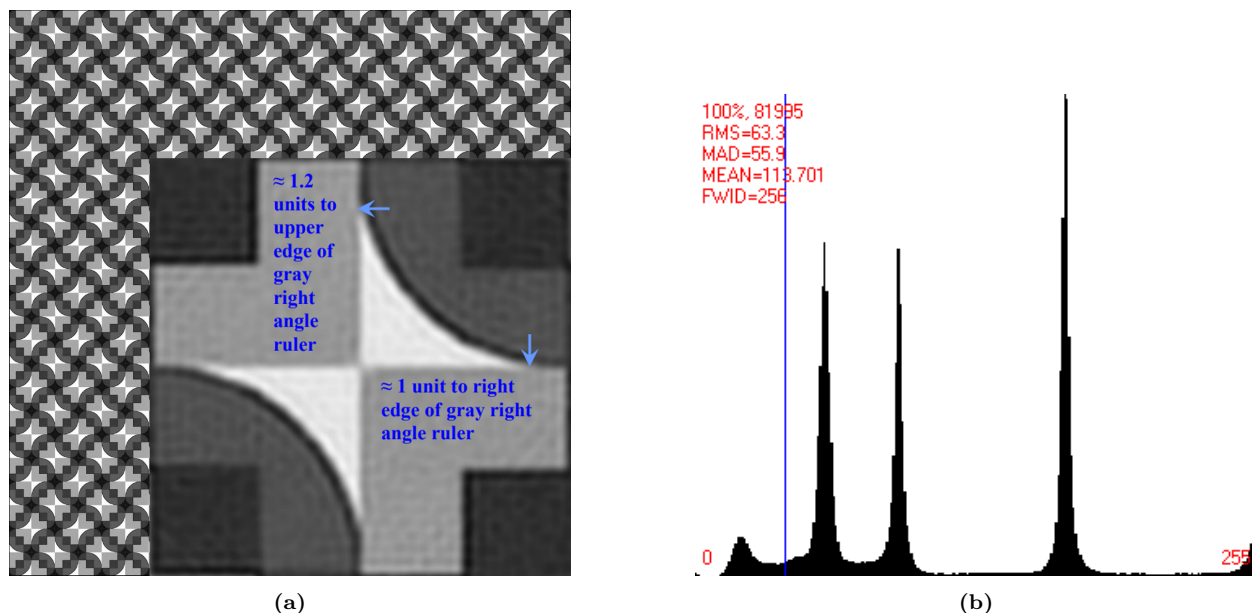 ≈ 1.2
units to
upper
edge of
gray
right
angle
ruler
≈ 1 unit to right
edge of gray right
angle ruler
(a)
100%, 81995
RMS=63.3
MAD=55.9
MEAN=113.701
FWID=256
0
255
(b)